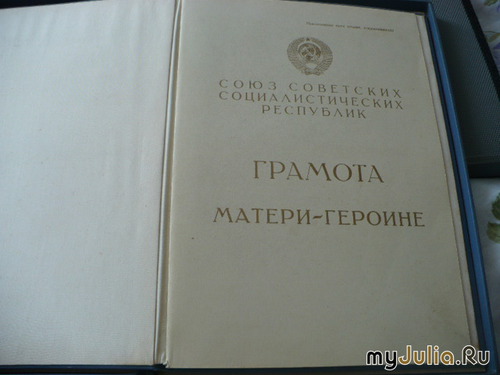 СОЮЗ СОВЕТСКИХ
СОЦИАЛИСТИЧЕСКИХ
РЕСПУБЛИК
ГРАМОТА
МАТЕРИ-ГЕРОИНЕ
myJulia.Ru